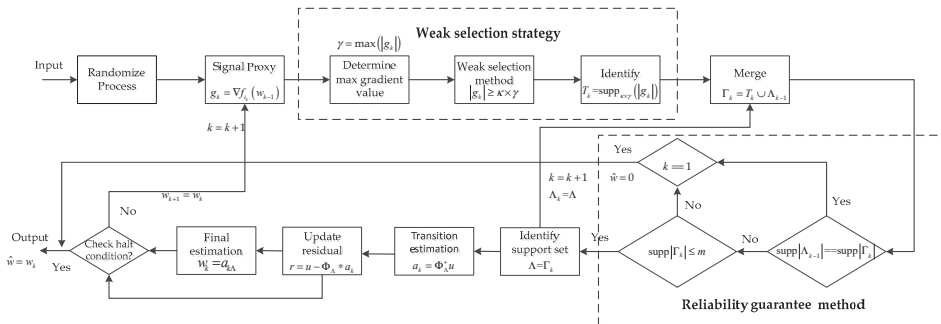 Weak selection strategy
γ = max(|g_k|)
Input
Randomize
Process
Signal Proxy
g_k = ∇f_{i_k}(w_{k-1})
Determine
max gradient
value
Weak selection
method
|g_k| ≥ κ×γ
Identify
T_k = supp_{κ×γ}(|g_k|)
Merge
Γ_k = T_k ∪ Λ_{k-1}
k = k+1
Yes
ŵ=0
k==1
k = k+1
Λ_k=Λ
w_{k+1} = w_k
No
No
Yes
Output
ŵ = w_k
Check halt
condition?
Yes
Final
estimation
w_k = a_{kΛ}
Update
residual
r = u − Φ_Λ * a_k
Transition
estimation
a_k = Φ_Λ^+ u
Identify
support set
Λ=Γ_k
Yes
supp|Γ_k| ≤ m
No
supp|Λ_{k-1}|==supp|Γ_k|
Reliability guarantee method